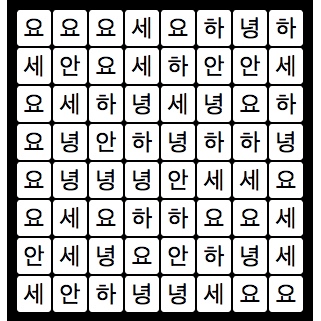 요 요 요 세 요 하 녕 하
세 안 요 세 하 안 안 세
요 세 하 녕 세 녕 요 하
요 녕 안 하 녕 하 하 녕
요 녕 녕 녕 안 세 세 요
요 세 요 하 하 요 요 세
안 세 녕 요 안 하 녕 세
세 안 하 녕 녕 세 요 요